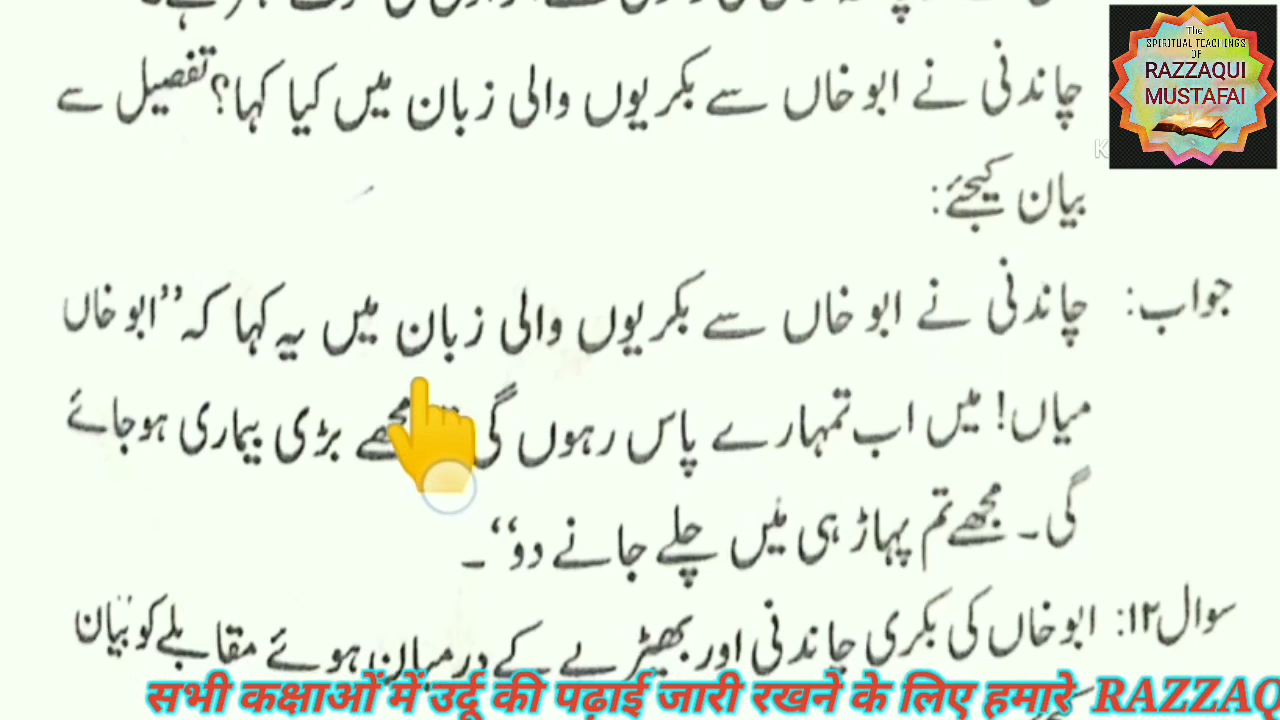 چاندنی نے ابو خاں سے بکریوں والی زبان میں کیا کہا؟ تفصیل سے
بیان کیجئے:
جواب: چاندنی نے ابو خاں سے بکریوں والی زبان میں یہ کہا کہ ”ابو خاں
میاں! میں اب تمہارے پاس رہوں گی مجھے بڑی بیماری ہوجائے
گی۔ مجھے تم پہاڑ ہی میں چلے جانے دو“۔
سوال ۱۲: ابو خاں کی بکری چاندنی اور بھیڑیے کے درمیان ہوئے مقابلے کو بیان
The
SPIRITUAL TEACHINGS
OF
RAZZAQUI
MUSTAFAI
सभी कक्षाओं में उर्दू की पढ़ाई जारी रखने के लिए हमारे RAZZAQ